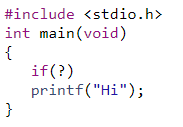 #include <stdio.h>
int main(void)
{
    if(?)
    printf("Hi");
}